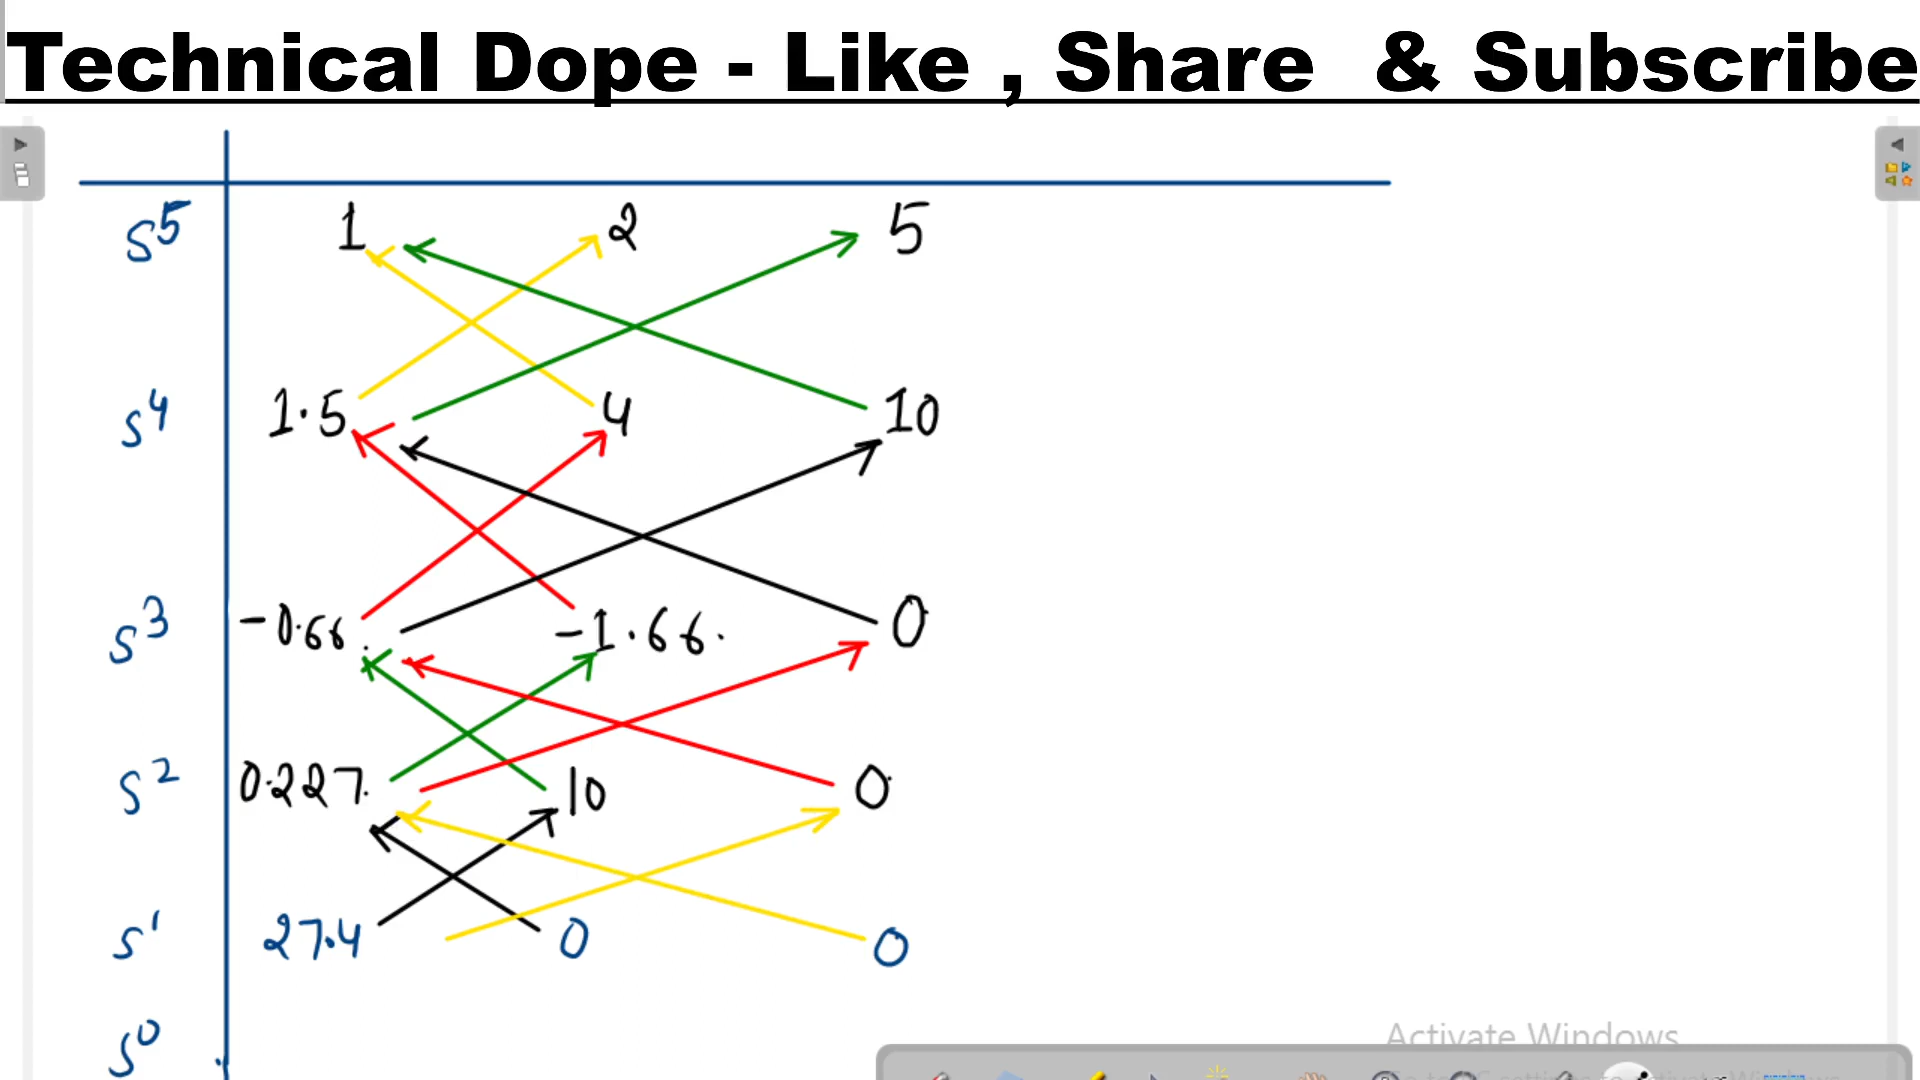 Technical Dope - Like , Share & Subscribe
s⁵ 1 2 5
s⁴ 1.5 4 10
s³ -0.66. -1.66. 0
s² 0.227. 10 0
s¹ 27.4 0 0
s⁰
Activate Windows